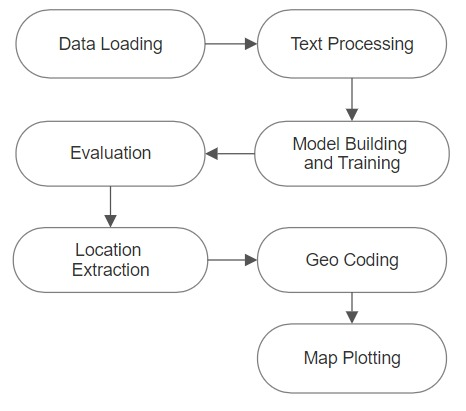 Data Loading
Text Processing
Model Building
and Training
Evaluation
Location
Extraction
Geo Coding
Map Plotting